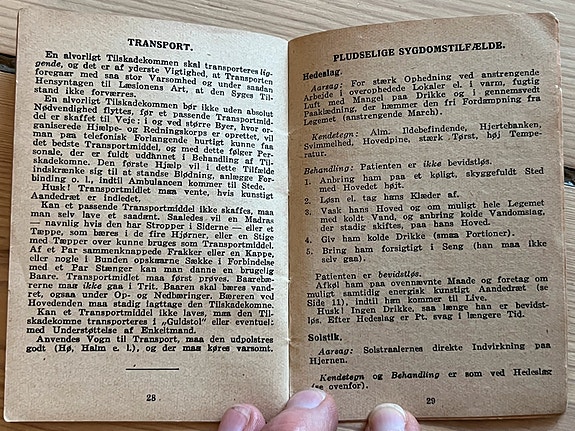 TRANSPORT.
En alvorligt Tilskadekommen skal transporteres lig-
gende, og det er af yderste Vigtighed, at Transporten
foregaar med saa stor Varsomhed og under saadan
Hensyntagen til Læsionens Art, at den Syges Til-
stand ikke forværres.
En alvorligt Tilskadekommen bør ikke uden absolut
Nødvendighed flyttes, før et passende Transportmid-
del er skaffet til Veje: i og ved større Byer, hvor or-
ganiserede Hjælpe- og Redningskorps er oprettet, vil
man paa telefonisk Forlangende hurtigt kunne faa
det bedste Transportmiddel, og med dette følger Per-
sonale, der er fuldt uddannet i Behandling af Til-
skadekomne. Den første Hjælp vil i dette Tilfælde
indskrænke sig til at standse Blødning, anlægge For-
binding o. l., indtil Ambulancen kommer til Stede.
Husk! Transportmidlet maa vente, hvis kunstigt
Aandedræt er indledet.
Kan et passende Transportmiddel ikke skaffes, maa
man selv lave et saadant. Saaledes vil en Madras
— navnlig hvis den har Stropper i Siderne — eller et
Tæppe, som bæres i de fire Hjørner, eller en Stige
med Tæpper over kunne bruges som Transportmiddel.
Af et Par sammenknappede Frakker eller en Kappe,
eller nogle i Bunden opskærne Sække i Forbindelse
med et Par Stænger kan man danne en brugelig
Baare. Transportmidlet maa først prøves. Baarebæ-
rerne maa ikke gaa i Trit. Baaren skal bæres vand-
ret, ogsaa under Op- og Nedbæringer. Bæreren ved
Hovedenden maa stadig iagttage den Tilskadekomne.
Kan et Transportmiddel ikke laves, maa den Til-
skadekomne transporteres i „Guldstol" eller eventuel:
med Understøttelse af Enkeltmand.
Anvendes Vogn til Transport, maa den udpolstres
godt (Hø, Halm e. l.), og der maa køres varsomt.
28
PLUDSELIGE SYGDOMSTILFÆLDE.
Hedeslag.
Aarsag: For stærk Ophedning ved anstrengende
Arbejde i overophedede Lokaler el. i varm, fugtig
Luft med Mangel paa Drikke og i gennemsvedt
Paaklædning, der hæmmer den fri Fordampning fra
Legemet (anstrengende March).
Kendetegn: Alm. Ildebefindende, Hjertebanken,
Svimmelhed, Hovedpine, stærk Tørst, høj Tempe-
ratur.
Behandling: Patienten er ikke bevidstløs.
1. Anbring ham paa et køligt, skyggefuldt Sted
med Hovedet højt.
2. Løsn el. tag hans Klæder af.
3. Vask hans Hoved og om muligt hele Legemet
med koldt Vand, og anbring kolde Vandomslag,
der stadig skiftes, paa hans Hoved.
4. Giv ham kolde Drikke (smaa Portioner).
5. Bring ham forsigtigt i Seng (han maa ikke
selv gaa).
Patienten er bevidstløs.
Afkøl ham paa ovennævnte Maade og foretag om
muligt samtidig energisk kunstigt Aandedræt (se
Side 11), indtil ham kommer til Live.
Husk! Ingen Drikke, saa længe han er bevidst-
løs. Efter Hedeslag er Pt. svag i længere Tid.
Solstik.
Aarsag: Solstraalernes direkte Indvirkning paa
Hjernen.
Kendetegn og Behandling er som ved Hedeslag
(se ovenfor).
29